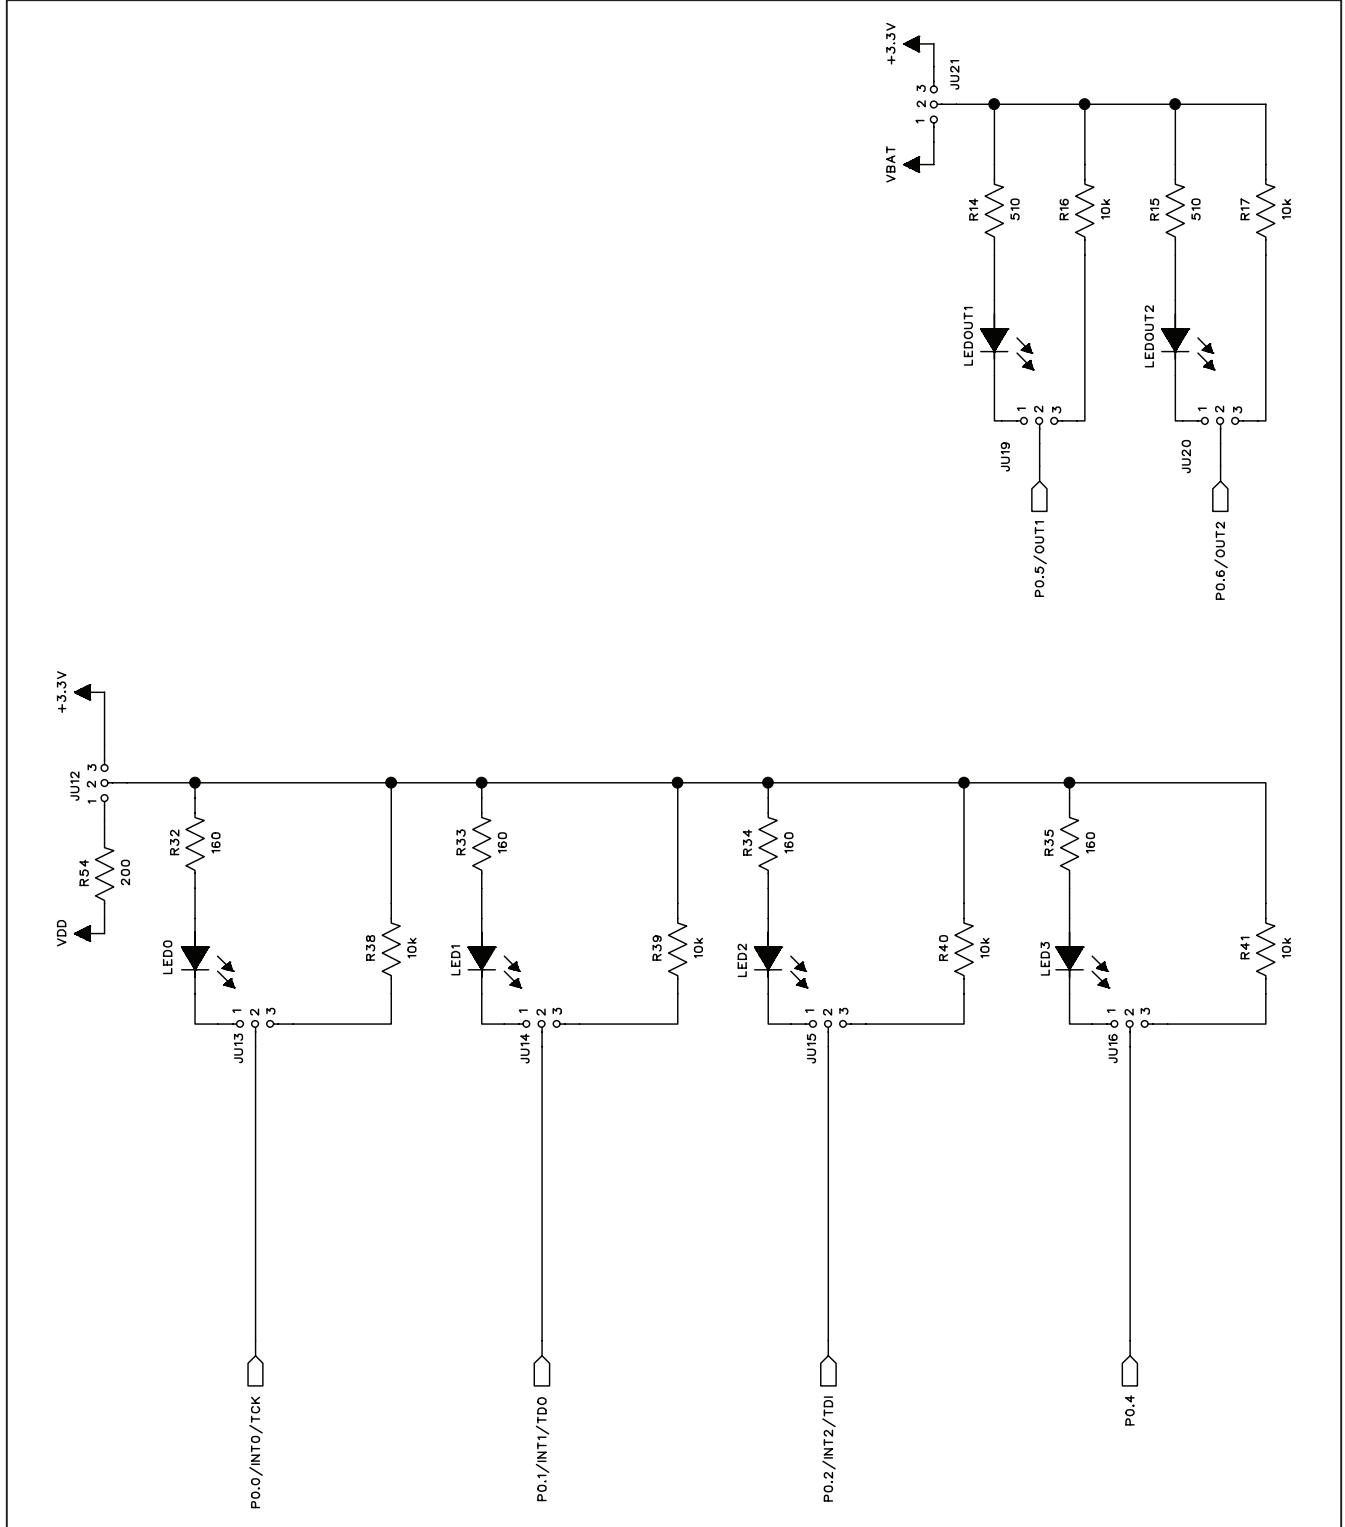 +3.3V
JU21
3
2
1
VBAT
R14
510
R16
10k
R15
510
R17
10k
LEDOUT1
LEDOUT2
1
2
3
JU19
1
2
3
JU20
P0.5/OUT1
P0.6/OUT2
+3.3V
JU12
3
2
1
R54
200
VDD
R32
160
R33
160
R34
160
R35
160
LED0
R38
10k
LED1
R39
10k
LED2
R40
10k
LED3
R41
10k
1
2
3
JU13
1
2
3
JU14
1
2
3
JU15
1
2
3
JU16
P0.0/INT0/TCK
P0.1/INT1/TDO
P0.2/INT2/TDI
P0.4